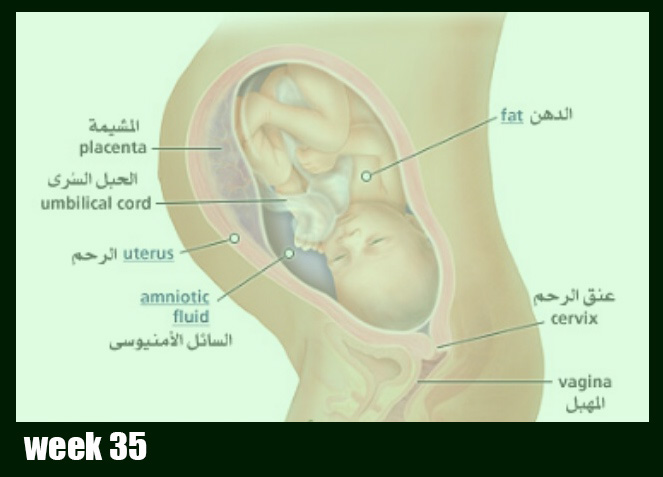 المشيمة
placenta
الحبل السرى
umbilical cord
الرحم uterus
amniotic
fluid
السائل الأمنيوسى
fat الدهن
عنق الرحم
cervix
vagina
المهبل
week 35